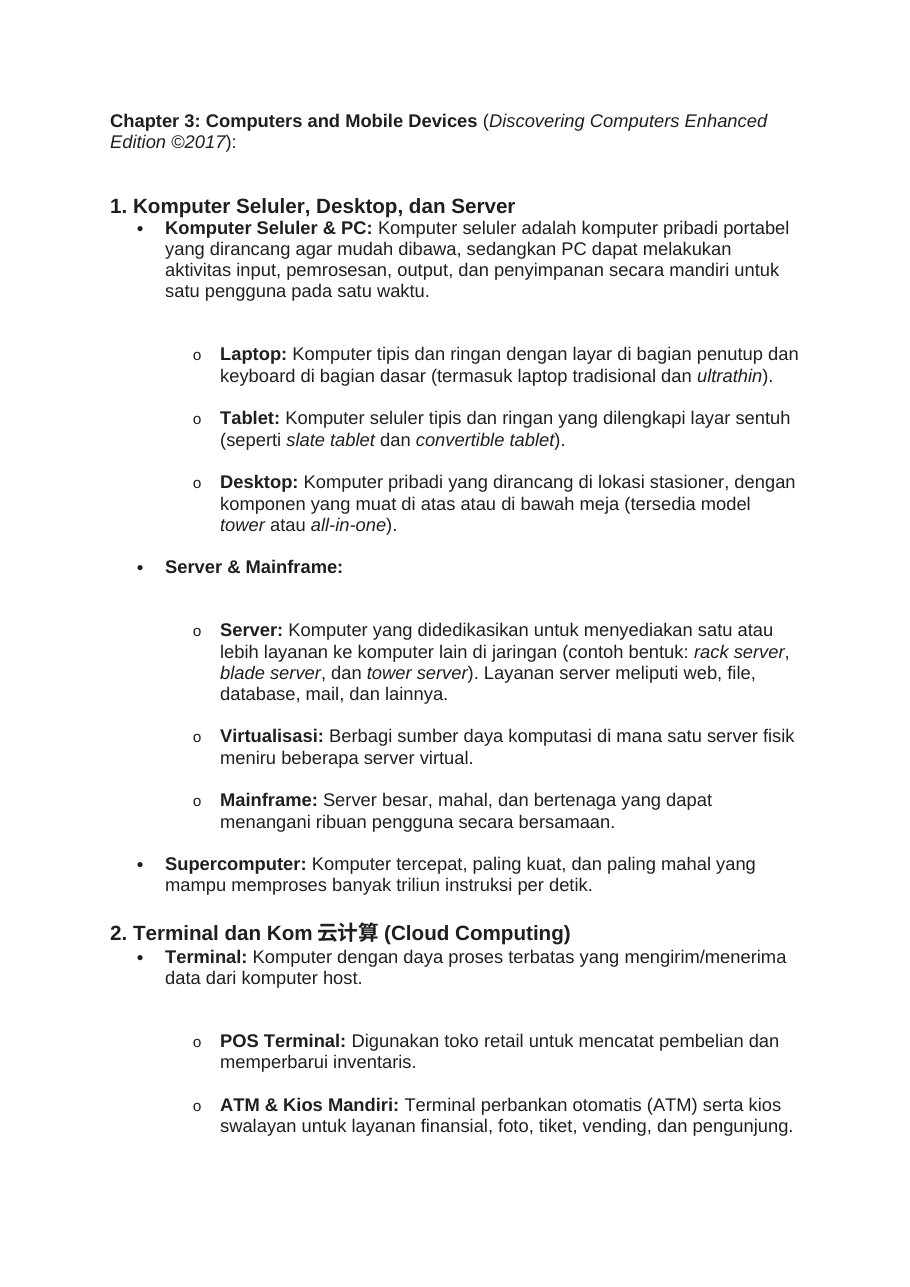 Chapter 3: Computers and Mobile Devices (Discovering Computers Enhanced
Edition ©2017):
1. Komputer Seluler, Desktop, dan Server
• Komputer Seluler & PC: Komputer seluler adalah komputer pribadi portabel
yang dirancang agar mudah dibawa, sedangkan PC dapat melakukan
aktivitas input, pemrosesan, output, dan penyimpanan secara mandiri untuk
satu pengguna pada satu waktu.
o Laptop: Komputer tipis dan ringan dengan layar di bagian penutup dan
keyboard di bagian dasar (termasuk laptop tradisional dan ultrathin).
o Tablet: Komputer seluler tipis dan ringan yang dilengkapi layar sentuh
(seperti slate tablet dan convertible tablet).
o Desktop: Komputer pribadi yang dirancang di lokasi stasioner, dengan
komponen yang muat di atas atau di bawah meja (tersedia model
tower atau all-in-one).
• Server & Mainframe:
o Server: Komputer yang didedikasikan untuk menyediakan satu atau
lebih layanan ke komputer lain di jaringan (contoh bentuk: rack server,
blade server, dan tower server). Layanan server meliputi web, file,
database, mail, dan lainnya.
o Virtualisasi: Berbagi sumber daya komputasi di mana satu server fisik
meniru beberapa server virtual.
o Mainframe: Server besar, mahal, dan bertenaga yang dapat
menangani ribuan pengguna secara bersamaan.
• Supercomputer: Komputer tercepat, paling kuat, dan paling mahal yang
mampu memproses banyak triliun instruksi per detik.
2. Terminal dan Kom 云计算 (Cloud Computing)
• Terminal: Komputer dengan daya proses terbatas yang mengirim/menerima
data dari komputer host.
o POS Terminal: Digunakan toko retail untuk mencatat pembelian dan
memperbarui inventaris.
o ATM & Kios Mandiri: Terminal perbankan otomatis (ATM) serta kios
swalayan untuk layanan finansial, foto, tiket, vending, dan pengunjung.